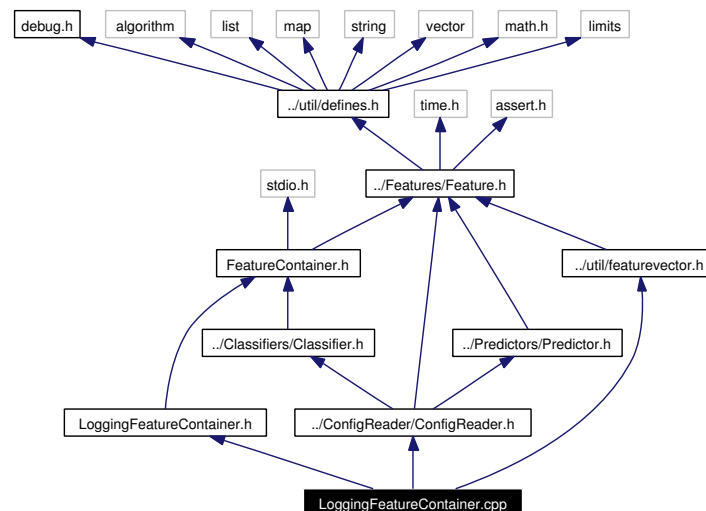 debug.h
algorithm
list
map
string
vector
math.h
limits
../util/defines.h
time.h
assert.h
stdio.h
../Features/Feature.h
FeatureContainer.h
../util/featurevector.h
../Classifiers/Classifier.h
../Predictors/Predictor.h
LoggingFeatureContainer.h
../ConfigReader/ConfigReader.h
LoggingFeatureContainer.cpp